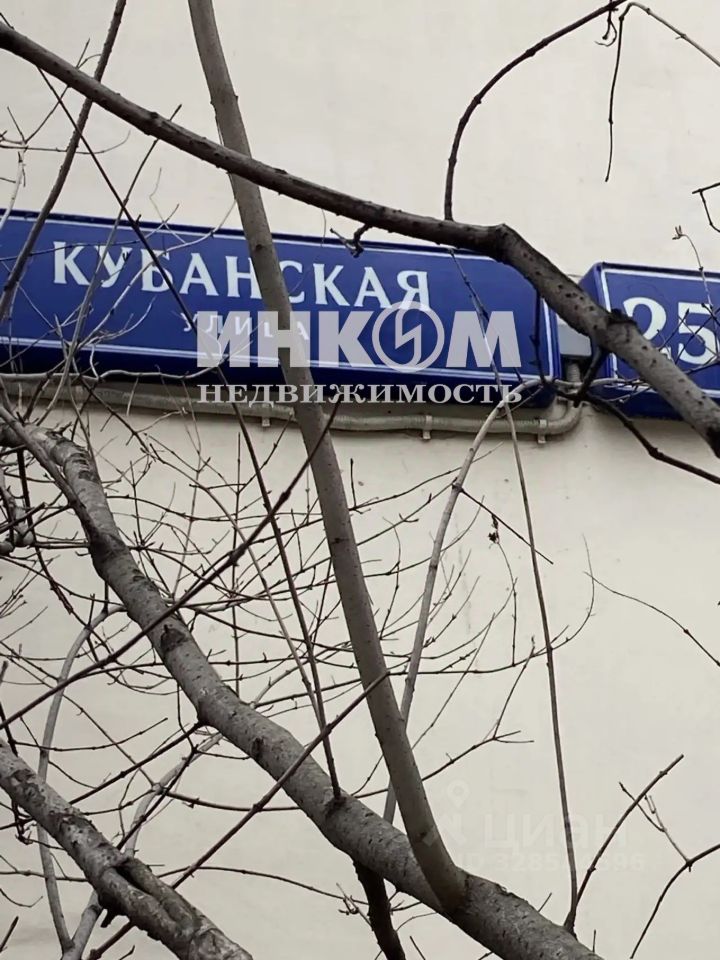 КУБАНСКАЯ
УЛИЦА
25
ИНКОМ
НЕДВИЖИМОСТЬ
Циан